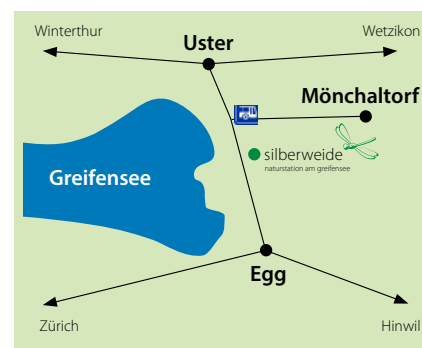 Winterthur
Wetzikon
Uster
Mönchaltorf
silberweide
naturstation am greifensee
Greifensee
Egg
Zürich
Hinwil